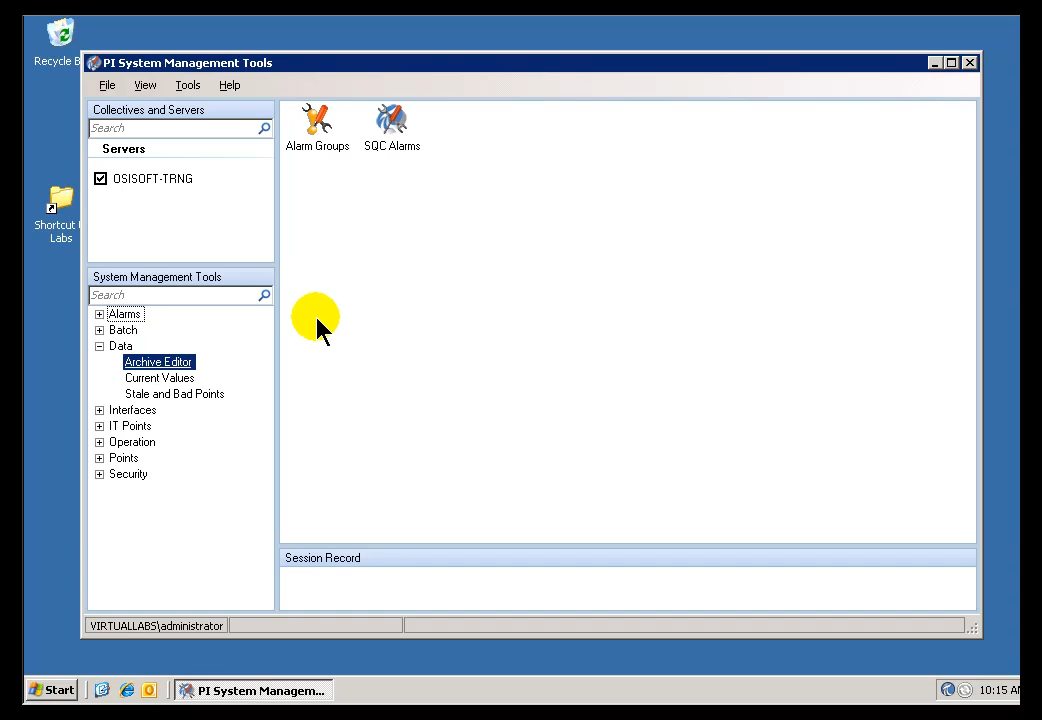 Recycle B
PI System Management Tools
File View Tools Help
Collectives and Servers
Search
Servers
OSISOFT-TRNG
Alarm Groups
SQC Alarms
Shortcut
Labs
System Management Tools
Search
Alarms
Batch
Data
Archive Editor
Current Values
Stale and Bad Points
Interfaces
IT Points
Operation
Points
Security
Session Record
VIRTUALLABS\administrator
Start
PI System Managem...
10:15 AM